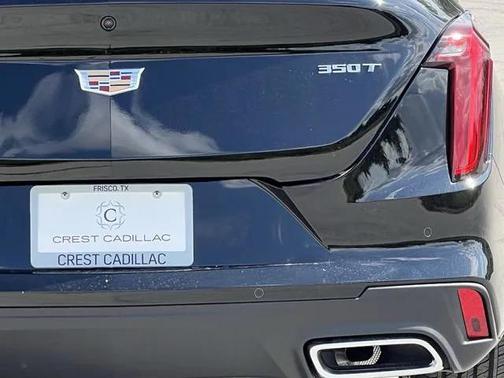 350T
FRISCO, TX
C
CREST CADILLAC
CREST CADILLAC